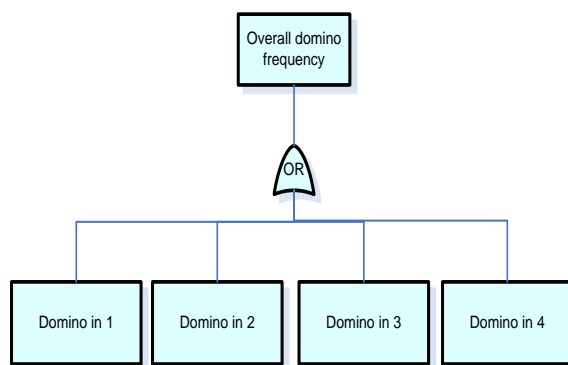 Overall domino
frequency
OR
Domino in 1
Domino in 2
Domino in 3
Domino in 4